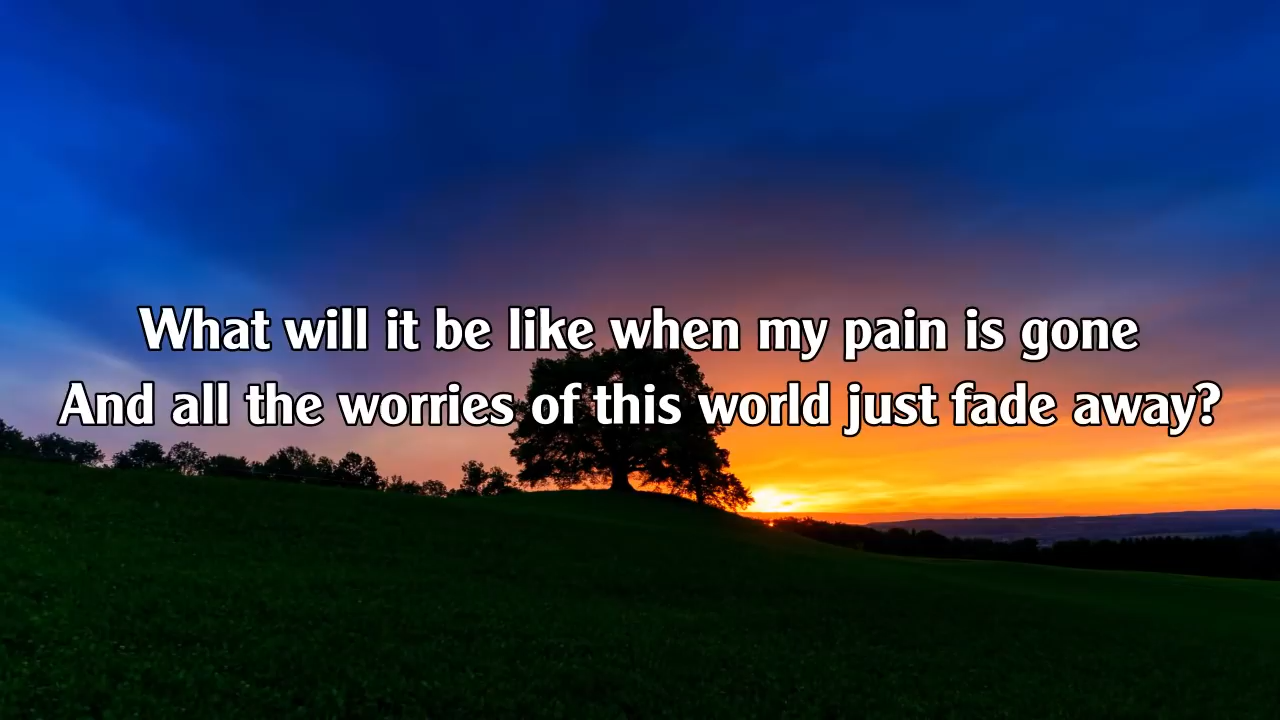 What will it be like when my pain is gone
And all the worries of this world just fade away?